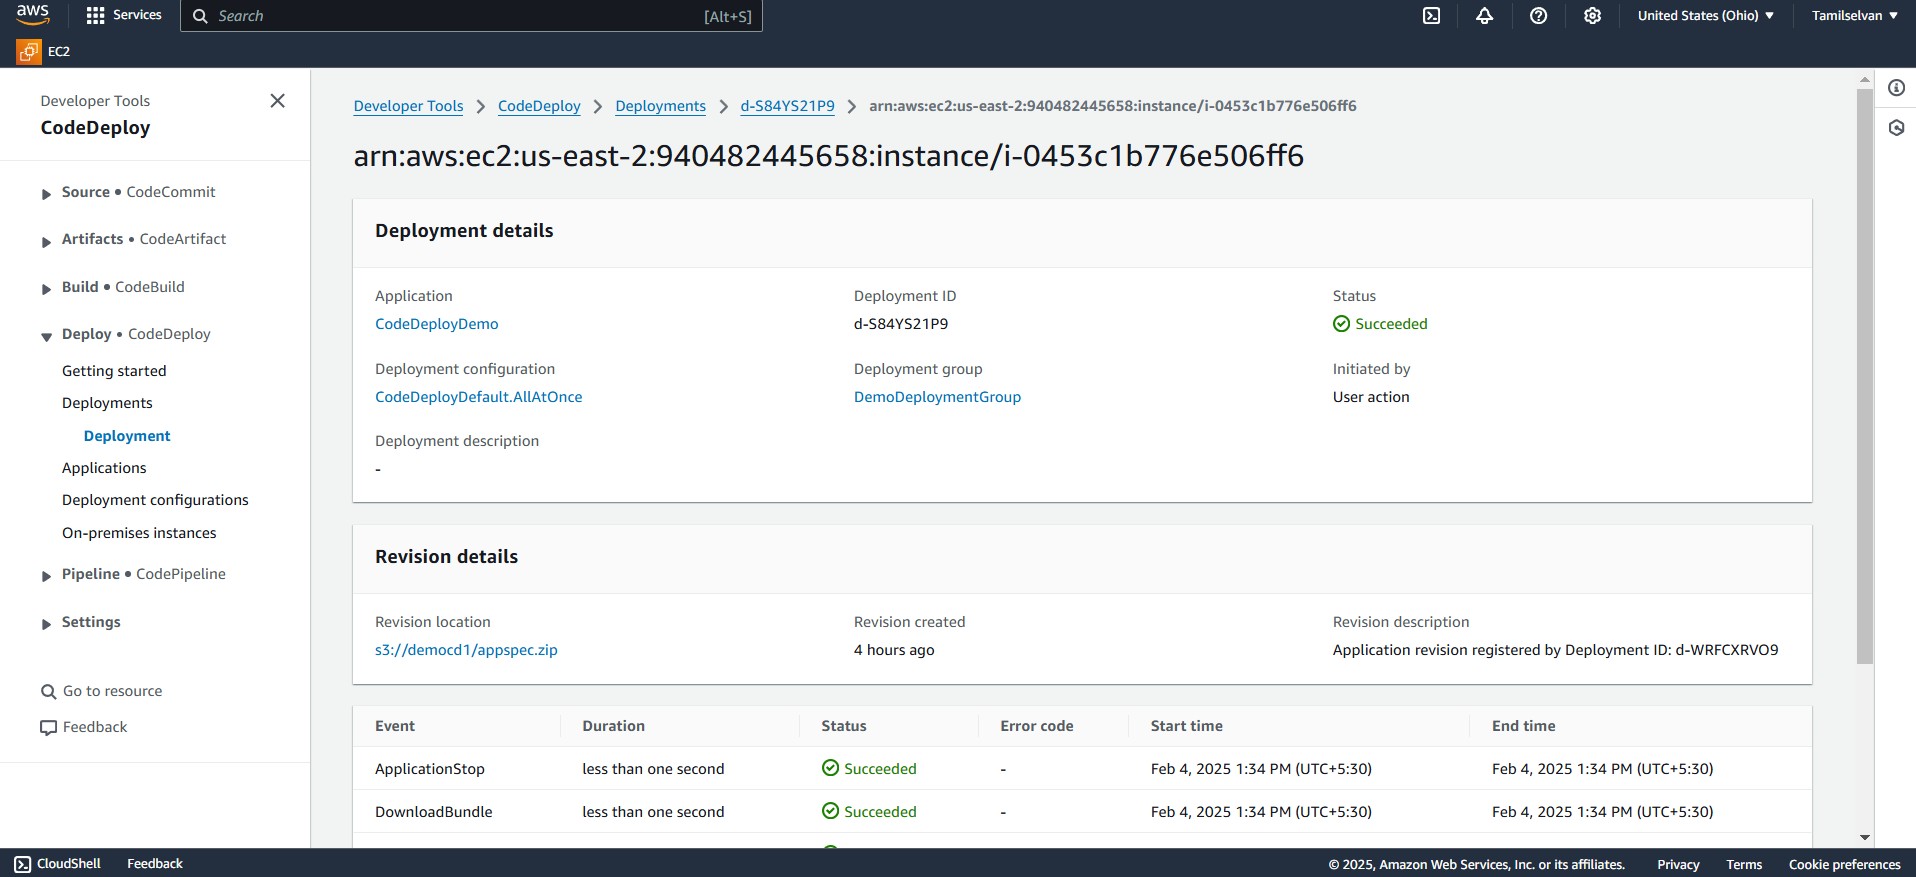 aws
Services
Search
[Alt+S]
United States (Ohio)
Tamilselvan
EC2
Developer Tools
CodeDeploy
Source • CodeCommit
Artifacts • CodeArtifact
Build • CodeBuild
Deploy • CodeDeploy
Getting started
Deployments
Deployment
Applications
Deployment configurations
On-premises instances
Pipeline • CodePipeline
Settings
Go to resource
Feedback
Developer Tools > CodeDeploy > Deployments > d-S84YS21P9 > arn:aws:ec2:us-east-2:940482445658:instance/i-0453c1b776e506ff6
arn:aws:ec2:us-east-2:940482445658:instance/i-0453c1b776e506ff6
Deployment details
Application
CodeDeployDemo
Deployment ID
d-S84YS21P9
Status
Succeeded
Deployment configuration
CodeDeployDefault.AllAtOnce
Deployment group
DemoDeploymentGroup
Initiated by
User action
Deployment description
-
Revision details
Revision location
s3://democd1/appspec.zip
Revision created
4 hours ago
Revision description
Application revision registered by Deployment ID: d-WRFCXRVO9
Event Duration Status Error code Start time End time
ApplicationStop less than one second Succeeded - Feb 4, 2025 1:34 PM (UTC+5:30) Feb 4, 2025 1:34 PM (UTC+5:30)
DownloadBundle less than one second Succeeded - Feb 4, 2025 1:34 PM (UTC+5:30) Feb 4, 2025 1:34 PM (UTC+5:30)
CloudShell Feedback © 2025, Amazon Web Services, Inc. or its affiliates. Privacy Terms Cookie preferences